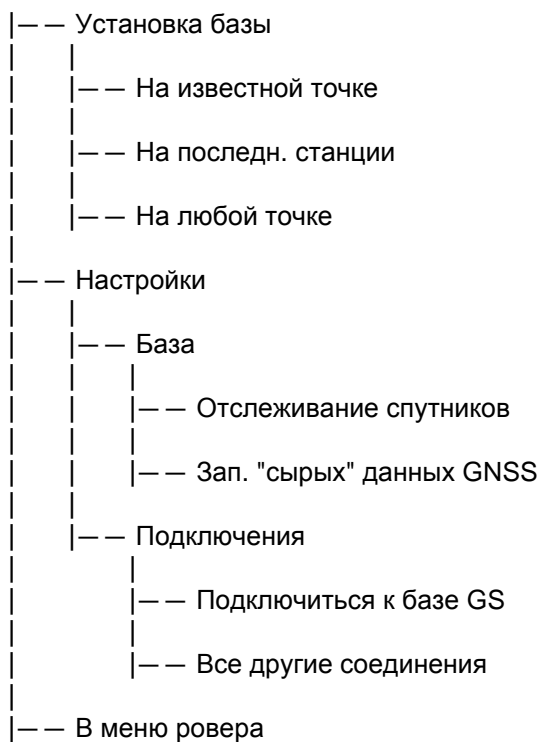 Установка базы
На известной точке
На последн. станции
На любой точке
Настройки
База
Отслеживание спутников
Зап. "сырых" данных GNSS
Подключения
Подключиться к базе GS
Все другие соединения
В меню ровера